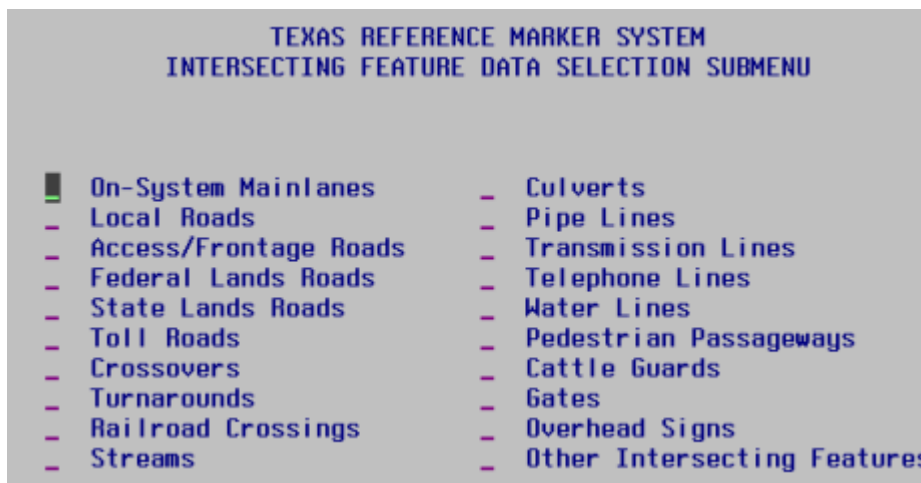 TEXAS REFERENCE MARKER SYSTEM
INTERSECTING FEATURE DATA SELECTION SUBMENU
_ On-System Mainlanes
_ Local Roads
_ Access/Frontage Roads
_ Federal Lands Roads
_ State Lands Roads
_ Toll Roads
_ Crossovers
_ Turnarounds
_ Railroad Crossings
_ Streams
_ Culverts
_ Pipe Lines
_ Transmission Lines
_ Telephone Lines
_ Water Lines
_ Pedestrian Passageways
_ Cattle Guards
_ Gates
_ Overhead Signs
_ Other Intersecting Features